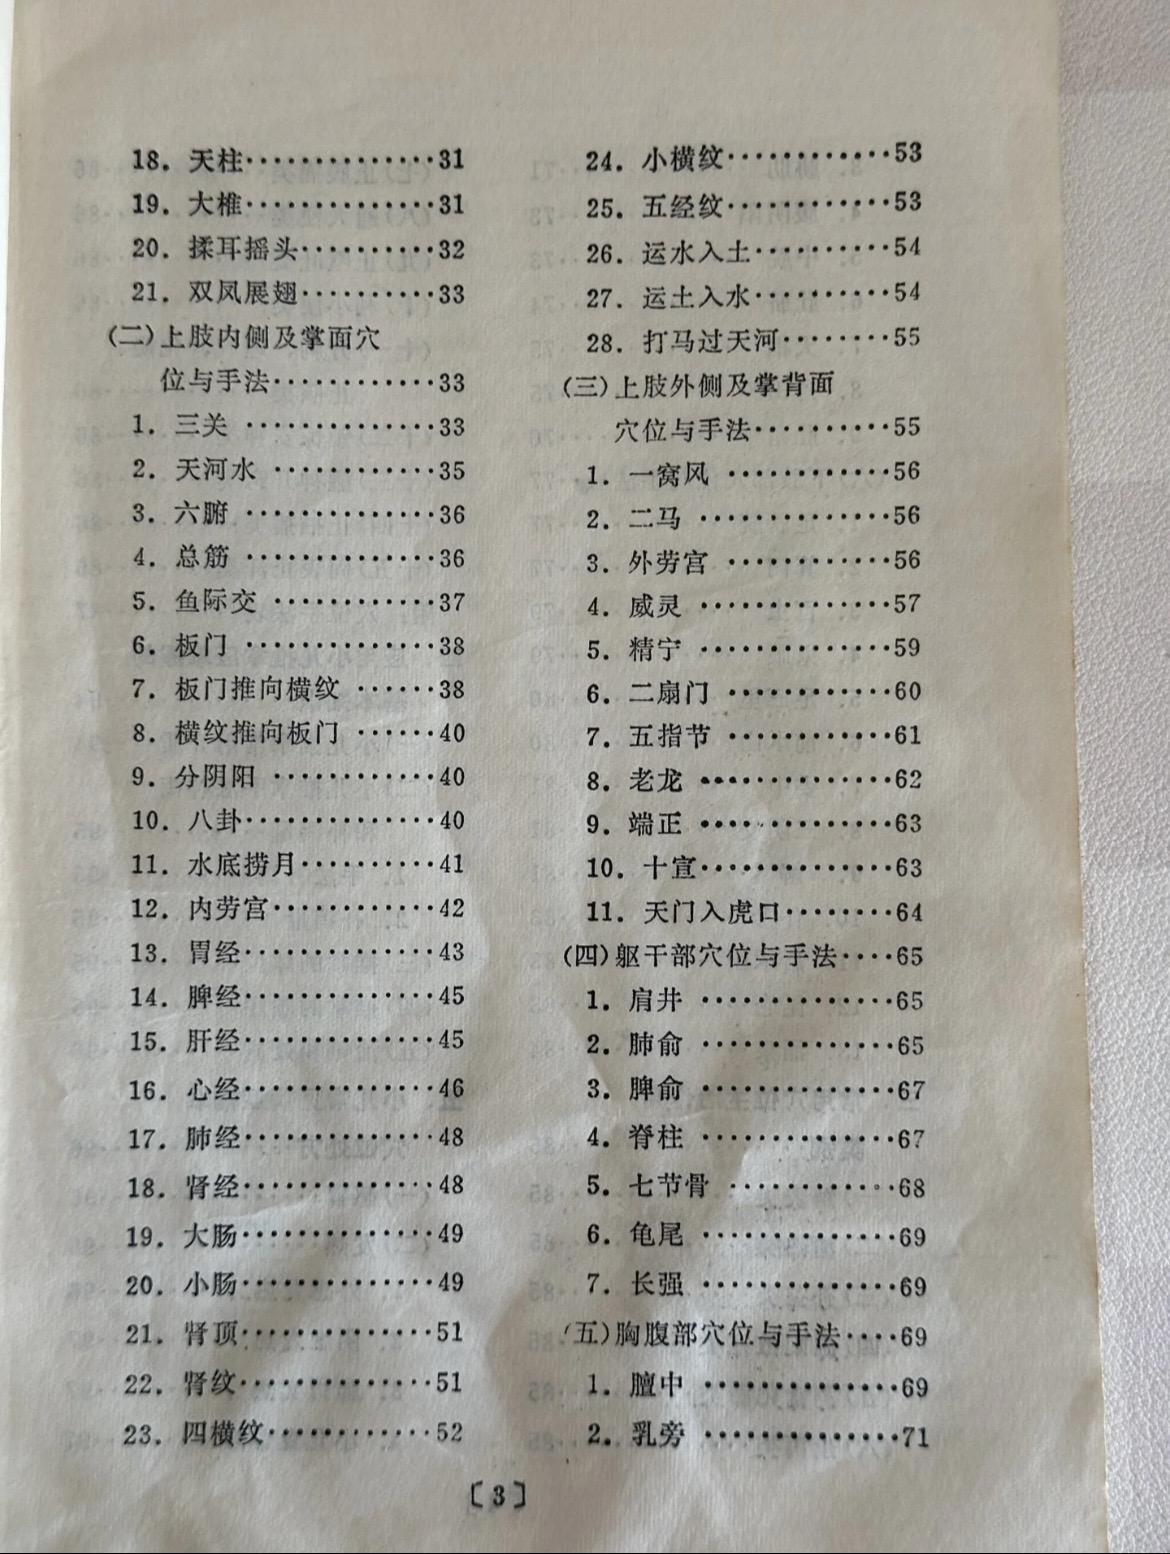 18. 天柱··············31
19. 大椎··············31
20. 揉耳摇头··········32
21. 双凤展翅··········33
(二)上肢内侧及掌面穴
位与手法············33
1. 三关 ··············33
2. 天河水 ············35
3. 六腑 ··············36
4. 总筋 ··············36
5. 鱼际交 ············37
6. 板门 ··············38
7. 板门推向横纹 ······38
8. 横纹推向板门 ······40
9. 分阴阳 ············40
10. 八卦··············40
11. 水底捞月··········41
12. 内劳宫············42
13. 胃经··············43
14. 脾经··············45
15. 肝经··············45
16. 心经··············46
17. 肺经··············48
18. 肾经··············48
19. 大肠··············49
20. 小肠··············49
21. 肾顶··············51
22. 肾纹··············51
23. 四横纹············52
24. 小横纹············53
25. 五经纹············53
26. 运水入土··········54
27. 运土入水··········54
28. 打马过天河········55
(三)上肢外侧及掌背面
穴位与手法··········55
1. 一窝风 ············56
2. 二马 ··············56
3. 外劳宫 ············56
4. 威灵 ··············57
5. 精宁 ··············59
6. 二扇门 ············60
7. 五指节 ············61
8. 老龙 ··············62
9. 端正 ··············63
10. 十宣··············63
11. 天门入虎口········64
(四)躯干部穴位与手法····65
1. 肩井 ··············65
2. 肺俞 ··············65
3. 脾俞 ··············67
4. 脊柱 ··············67
5. 七节骨 ············68
6. 龟尾 ··············69
7. 长强 ··············69
(五)胸腹部穴位与手法····69
1. 膻中 ··············69
2. 乳旁 ··············71
〔3〕